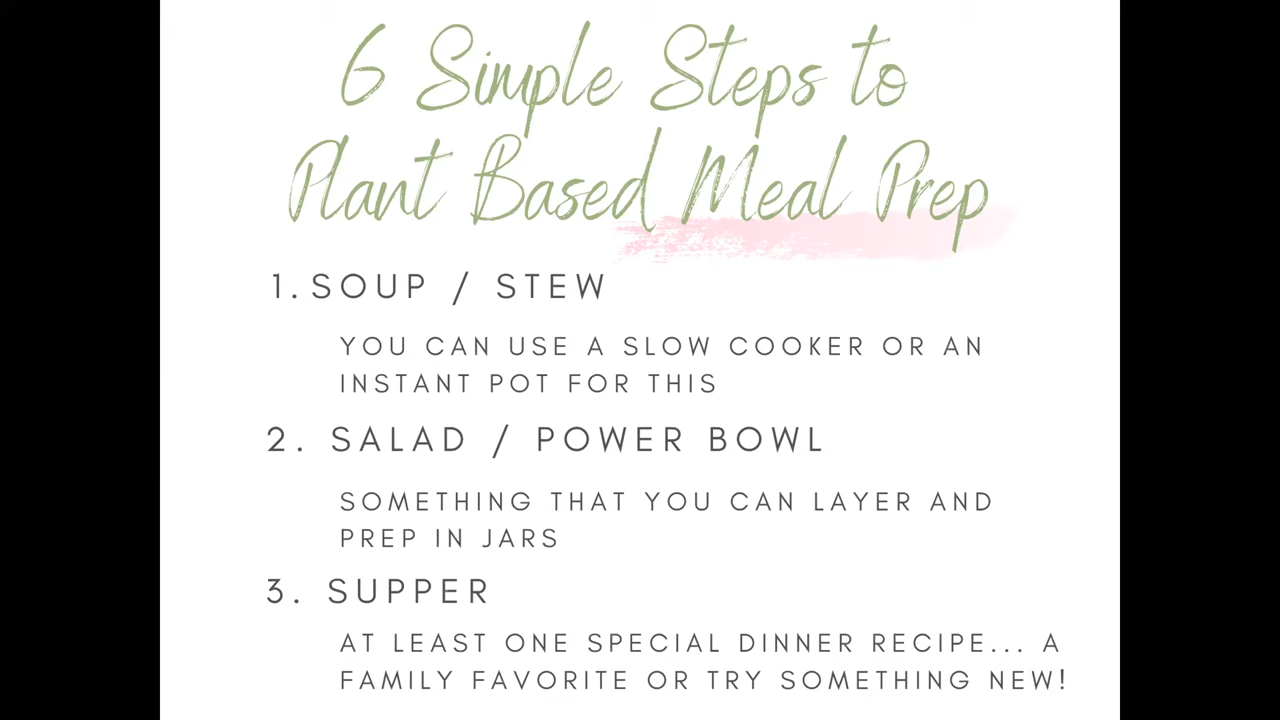 6 Simple Steps to
Plant Based Meal Prep
1. SOUP / STEW
YOU CAN USE A SLOW COOKER OR AN
INSTANT POT FOR THIS
2. SALAD / POWER BOWL
SOMETHING THAT YOU CAN LAYER AND
PREP IN JARS
3. SUPPER
AT LEAST ONE SPECIAL DINNER RECIPE... A
FAMILY FAVORITE OR TRY SOMETHING NEW!